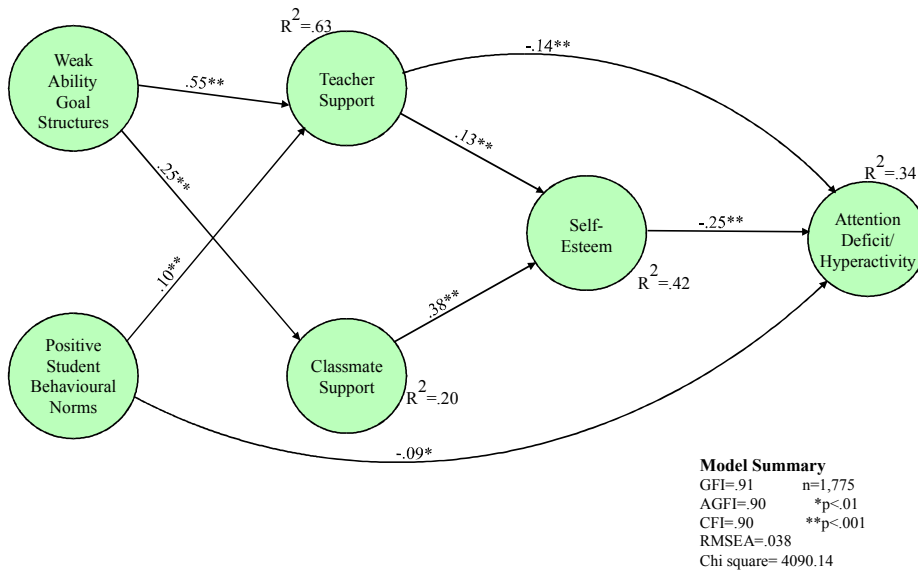 R²=.63
Weak
Ability
Goal
Structures
.55**
Teacher
Support
-.14**
.25**
.13**
R²=.34
Self-
Esteem
-.25**
Attention
Deficit/
Hyperactivity
R²=.42
.10**
.38**
Positive
Student
Behavioural
Norms
Classmate
Support
R²=.20
-.09*
Model Summary
GFI=.91 n=1,775
AGFI=.90 *p<.01
CFI=.90 **p<.001
RMSEA=.038
Chi square= 4090.14